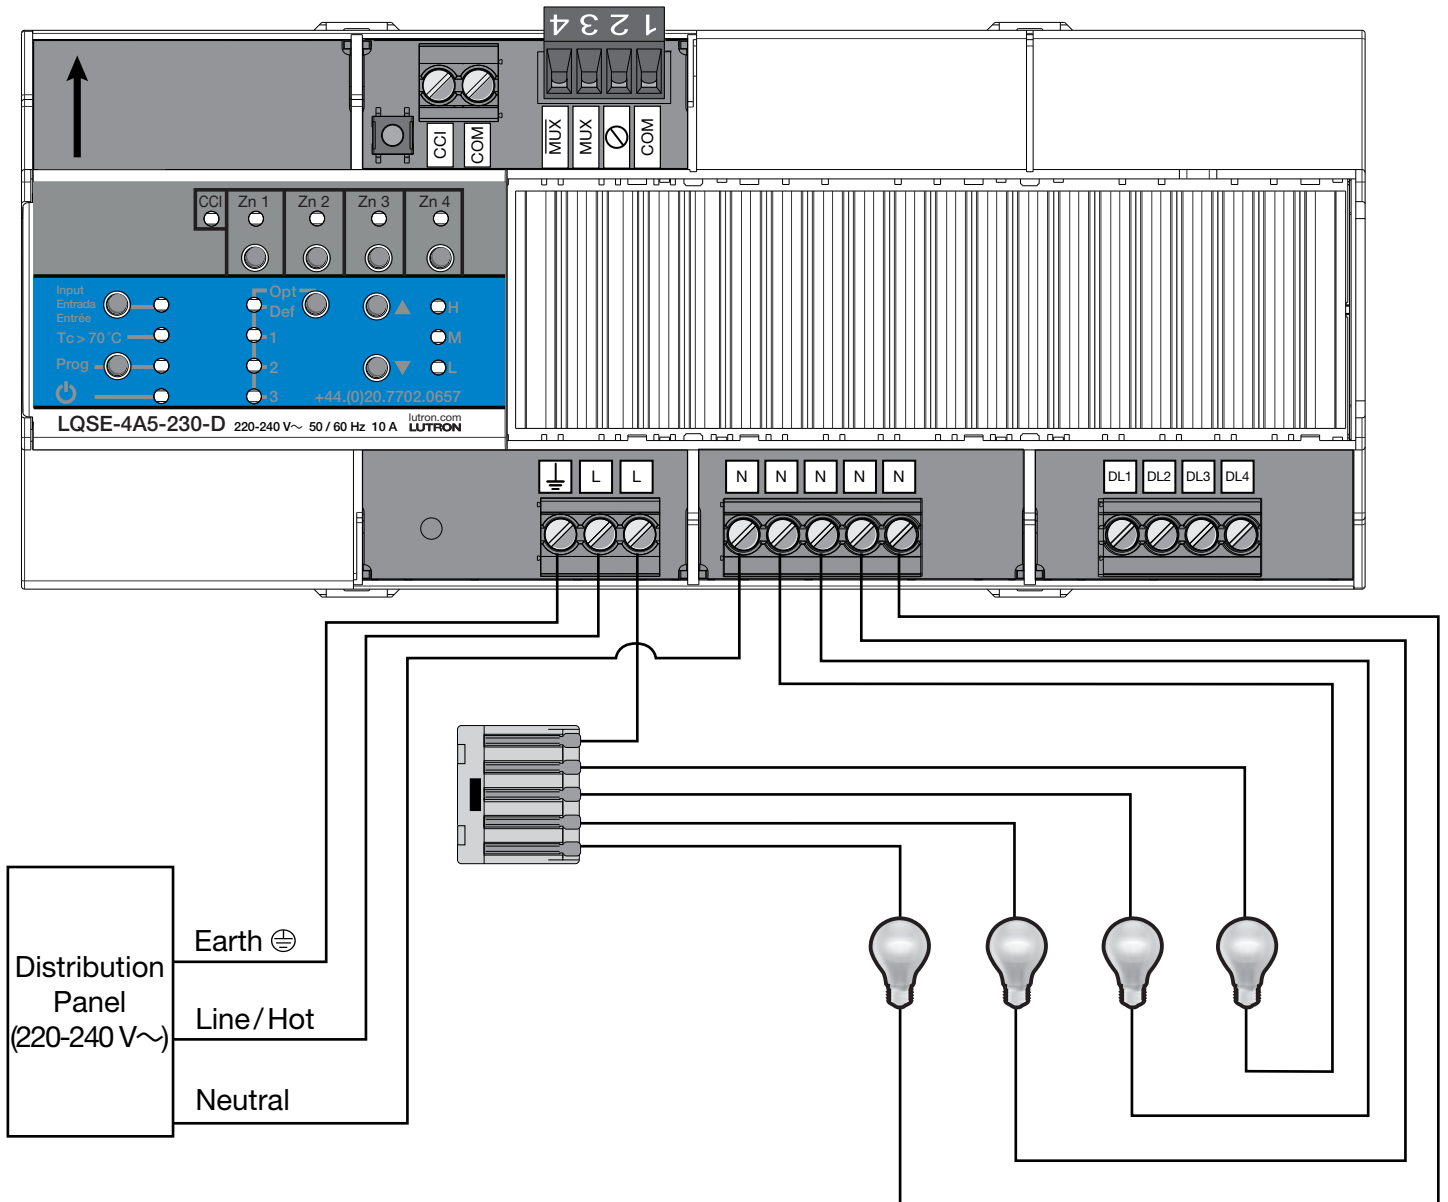 4 3 2 1
CCI
COM
MUX
MUX
COM
CCI Zn 1 Zn 2 Zn 3 Zn 4
Input
Entrada
Entrée
Opt
Def
H
Tc > 70 °C
1
M
Prog
2
L
3
+44.(0)20.7702.0657
LQSE-4A5-230-D 220-240 V~ 50 / 60 Hz 10 A
lutron.com
LUTRON
L L N N N N N DL1 DL2 DL3 DL4
Distribution
Panel
(220-240 V~)
Earth
Line/Hot
Neutral